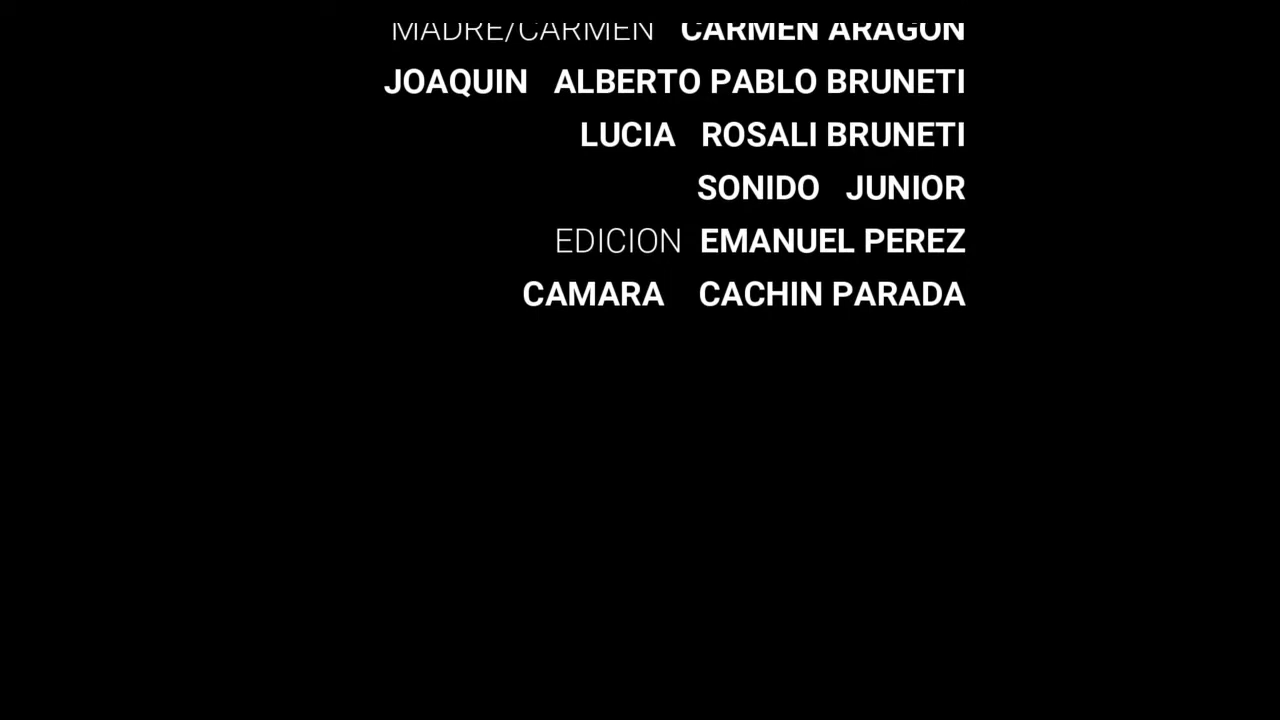 MADRE/CARMEN CARMEN ARAGON
JOAQUIN ALBERTO PABLO BRUNETI
LUCIA ROSALI BRUNETI
SONIDO JUNIOR
EDICION EMANUEL PEREZ
CAMARA CACHIN PARADA